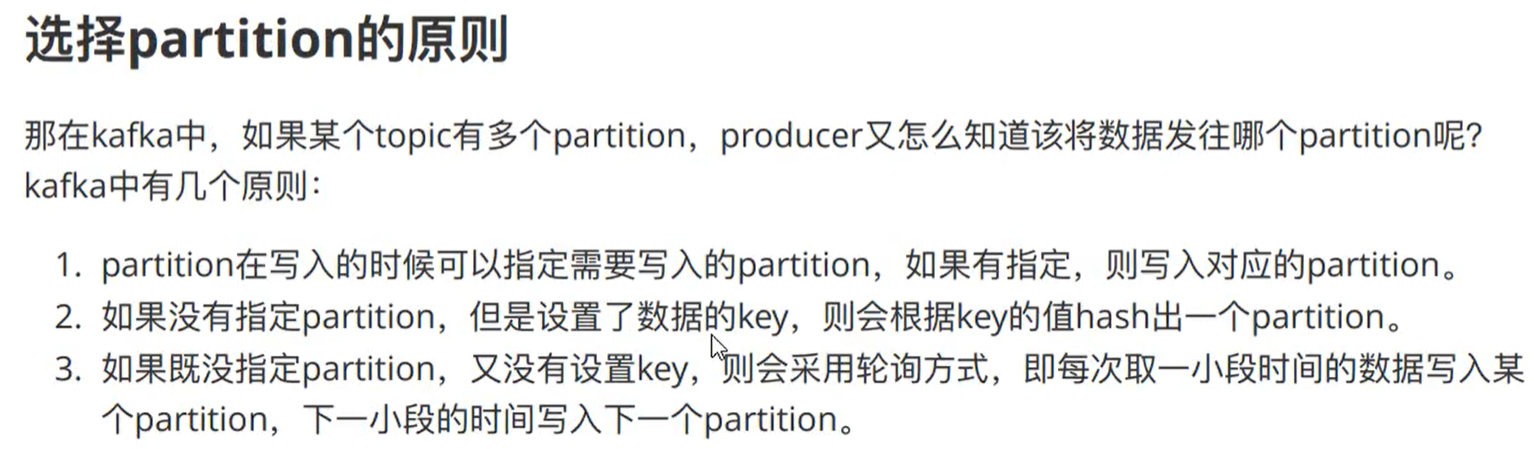 选择partition的原则
那在kafka中，如果某个topic有多个partition，producer又怎么知道该将数据发往哪个partition呢？
kafka中有几个原则：
1. partition在写入的时候可以指定需要写入的partition，如果有指定，则写入对应的partition。
2. 如果没有指定partition，但是设置了数据的key，则会根据key的值hash出一个partition。
3. 如果既没指定partition，又没有设置key，则会采用轮询方式，即每次取一小段时间的数据写入某
个partition，下一小段的时间写入下一个partition。